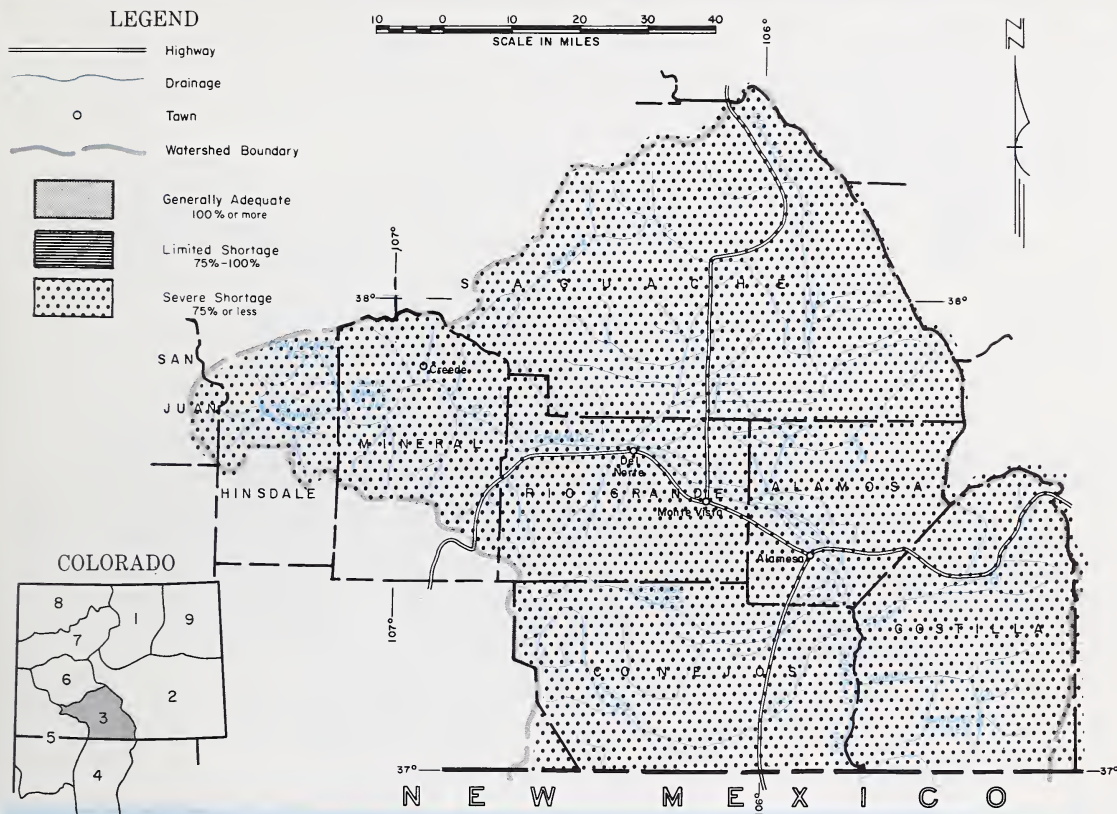 LEGEND
Highway
Drainage
Tawn
Watershed Boundary
Generally Adequate
100% or more
Limited Shortage
75%-100%
Severe Shortage
75% or less
10 0 10 20 30 40
SCALE IN MILES
106°
N
107°
38°
SAGUACHE
38°
SAN
JUAN
Creede
MINERAL
HINSDALE
Del
Norte
RIO GRANDE
ALAMOSA
Monte Vista
Alamosa
COSTILLA
CONEJOS
107°
37°
37°
106°
NEW MEXICO
COLORADO
8
1
9
7
6
2
3
5
4